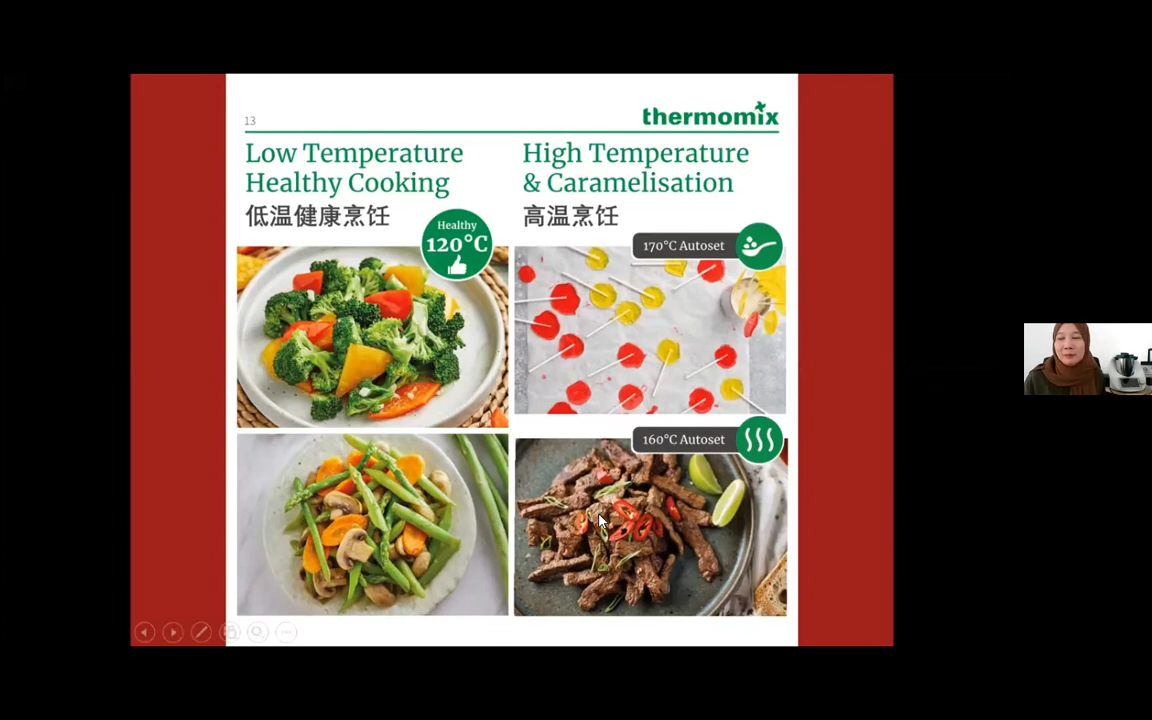 13
thermomix
Low Temperature
Healthy Cooking
低温健康烹饪
Healthy
120°C
High Temperature
& Caramelisation
高温烹饪
170°C Autoset
160°C Autoset